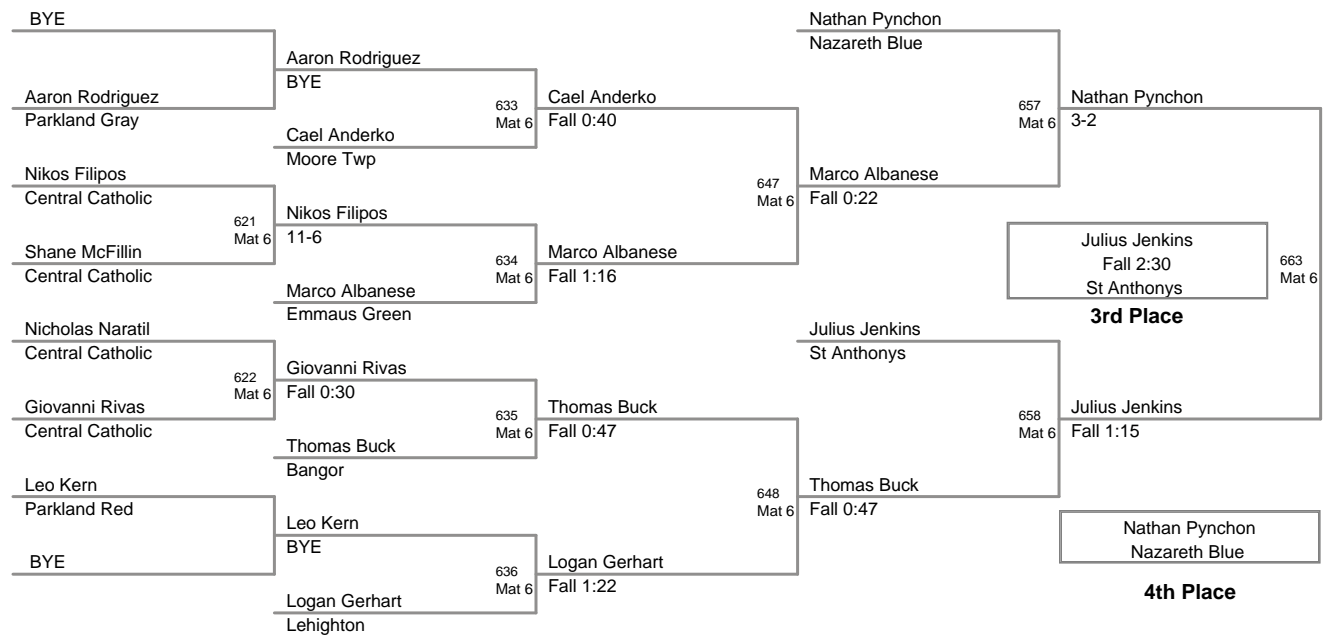 BYE
Aaron Rodriguez
Parkland Gray
Nikos Filipos
Central Catholic
Shane McFillin
Central Catholic
Nicholas Naratil
Central Catholic
Giovanni Rivas
Central Catholic
Leo Kern
Parkland Red
BYE
621
Mat 6
622
Mat 6
Aaron Rodriguez
BYE
Cael Anderko
Moore Twp
Nikos Filipos
11-6
Marco Albanese
Emmaus Green
Giovanni Rivas
Fall 0:30
Thomas Buck
Bangor
Leo Kern
BYE
Logan Gerhart
Lehighton
633
Mat 6
634
Mat 6
635
Mat 6
636
Mat 6
Cael Anderko
Fall 0:40
Marco Albanese
Fall 1:16
Thomas Buck
Fall 0:47
Logan Gerhart
Fall 1:22
647
Mat 6
648
Mat 6
Nathan Pynchon
Nazareth Blue
Marco Albanese
Fall 0:22
Julius Jenkins
St Anthonys
Thomas Buck
Fall 0:47
657
Mat 6
658
Mat 6
Nathan Pynchon
3-2
Julius Jenkins
Fall 1:15
663
Mat 6
Julius Jenkins
Fall 2:30
St Anthonys
3rd Place
Nathan Pynchon
Nazareth Blue
4th Place